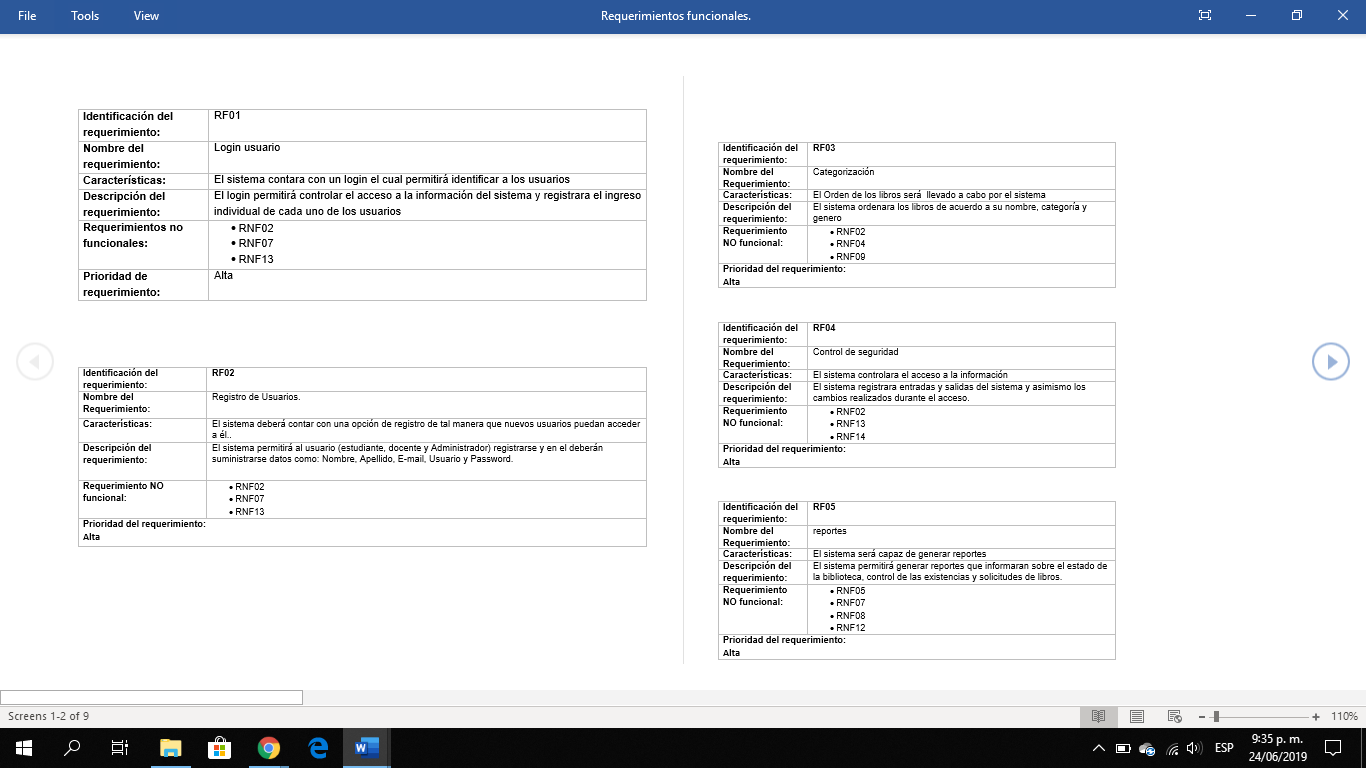 File Tools View Requerimientos funcionales.
Identificación del requerimiento: RF01
Nombre del requerimiento: Login usuario
Características: El sistema contara con un login el cual permitirá identificar a los usuarios
Descripción del requerimiento: El login permitirá controlar el acceso a la información del sistema y registrara el ingreso
individual de cada uno de los usuarios
Requerimientos no funcionales:
• RNF02
• RNF07
• RNF13
Prioridad de requerimiento: Alta
Identificación del requerimiento: RF02
Nombre del Requerimiento: Registro de Usuarios.
Características: El sistema deberá contar con una opción de registro de tal manera que nuevos usuarios puedan acceder
a él..
Descripción del requerimiento: El sistema permitirá al usuario (estudiante, docente y Administrador) registrarse y en el deberán
suministrarse datos como: Nombre, Apellido, E-mail, Usuario y Password.
Requerimiento NO funcional:
• RNF02
• RNF07
• RNF13
Prioridad del requerimiento:
Alta
Identificación del requerimiento: RF03
Nombre del Requerimiento: Categorización
Características: El Orden de los libros será llevado a cabo por el sistema
Descripción del requerimiento: El sistema ordenara los libros de acuerdo a su nombre, categoría y
genero
Requerimiento NO funcional:
• RNF02
• RNF04
• RNF09
Prioridad del requerimiento:
Alta
Identificación del requerimiento: RF04
Nombre del Requerimiento: Control de seguridad
Características: El sistema controlara el acceso a la información
Descripción del requerimiento: El sistema registrara entradas y salidas del sistema y asimismo los
cambios realizados durante el acceso.
Requerimiento NO funcional:
• RNF02
• RNF13
• RNF14
Prioridad del requerimiento:
Alta
Identificación del requerimiento: RF05
Nombre del Requerimiento: reportes
Características: El sistema será capaz de generar reportes
Descripción del requerimiento: El sistema permitirá generar reportes que informaran sobre el estado de
la biblioteca, control de las existencias y solicitudes de libros.
Requerimiento NO funcional:
• RNF05
• RNF07
• RNF08
• RNF12
Prioridad del requerimiento:
Alta
Screens 1-2 of 9 110%
ESP 9:35 p. m.
24/06/2019